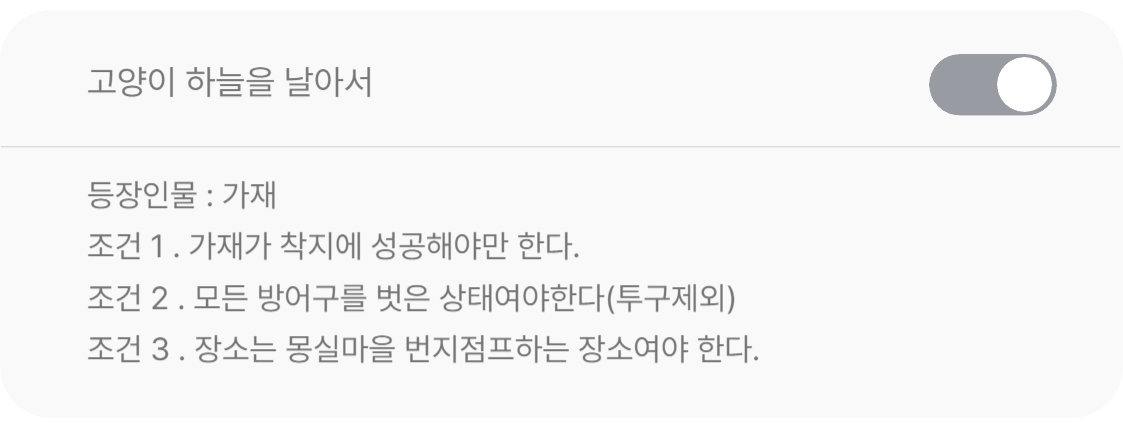 고양이 하늘을 날아서
등장인물 : 가재
조건 1 . 가재가 착지에 성공해야만 한다.
조건 2 . 모든 방어구를 벗은 상태여야한다(투구제외)
조건 3 . 장소는 몽실마을 번지점프하는 장소여야 한다.